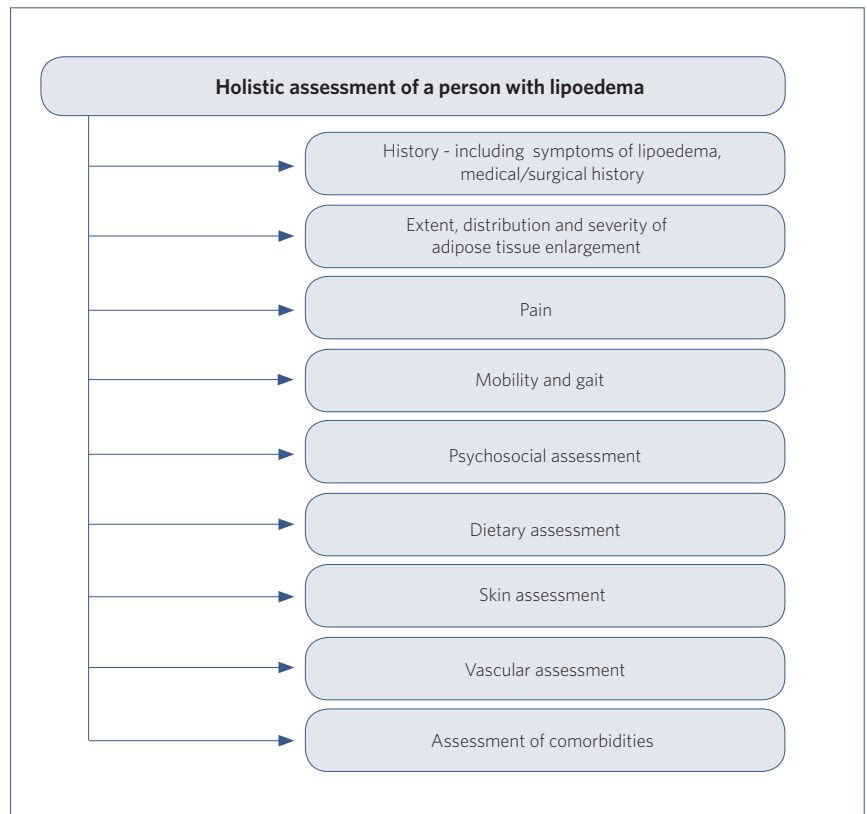 Holistic assessment of a person with lipoedema
History - including symptoms of lipoedema,
medical/surgical history
Extent, distribution and severity of
adipose tissue enlargement
Pain
Mobility and gait
Psychosocial assessment
Dietary assessment
Skin assessment
Vascular assessment
Assessment of comorbidities